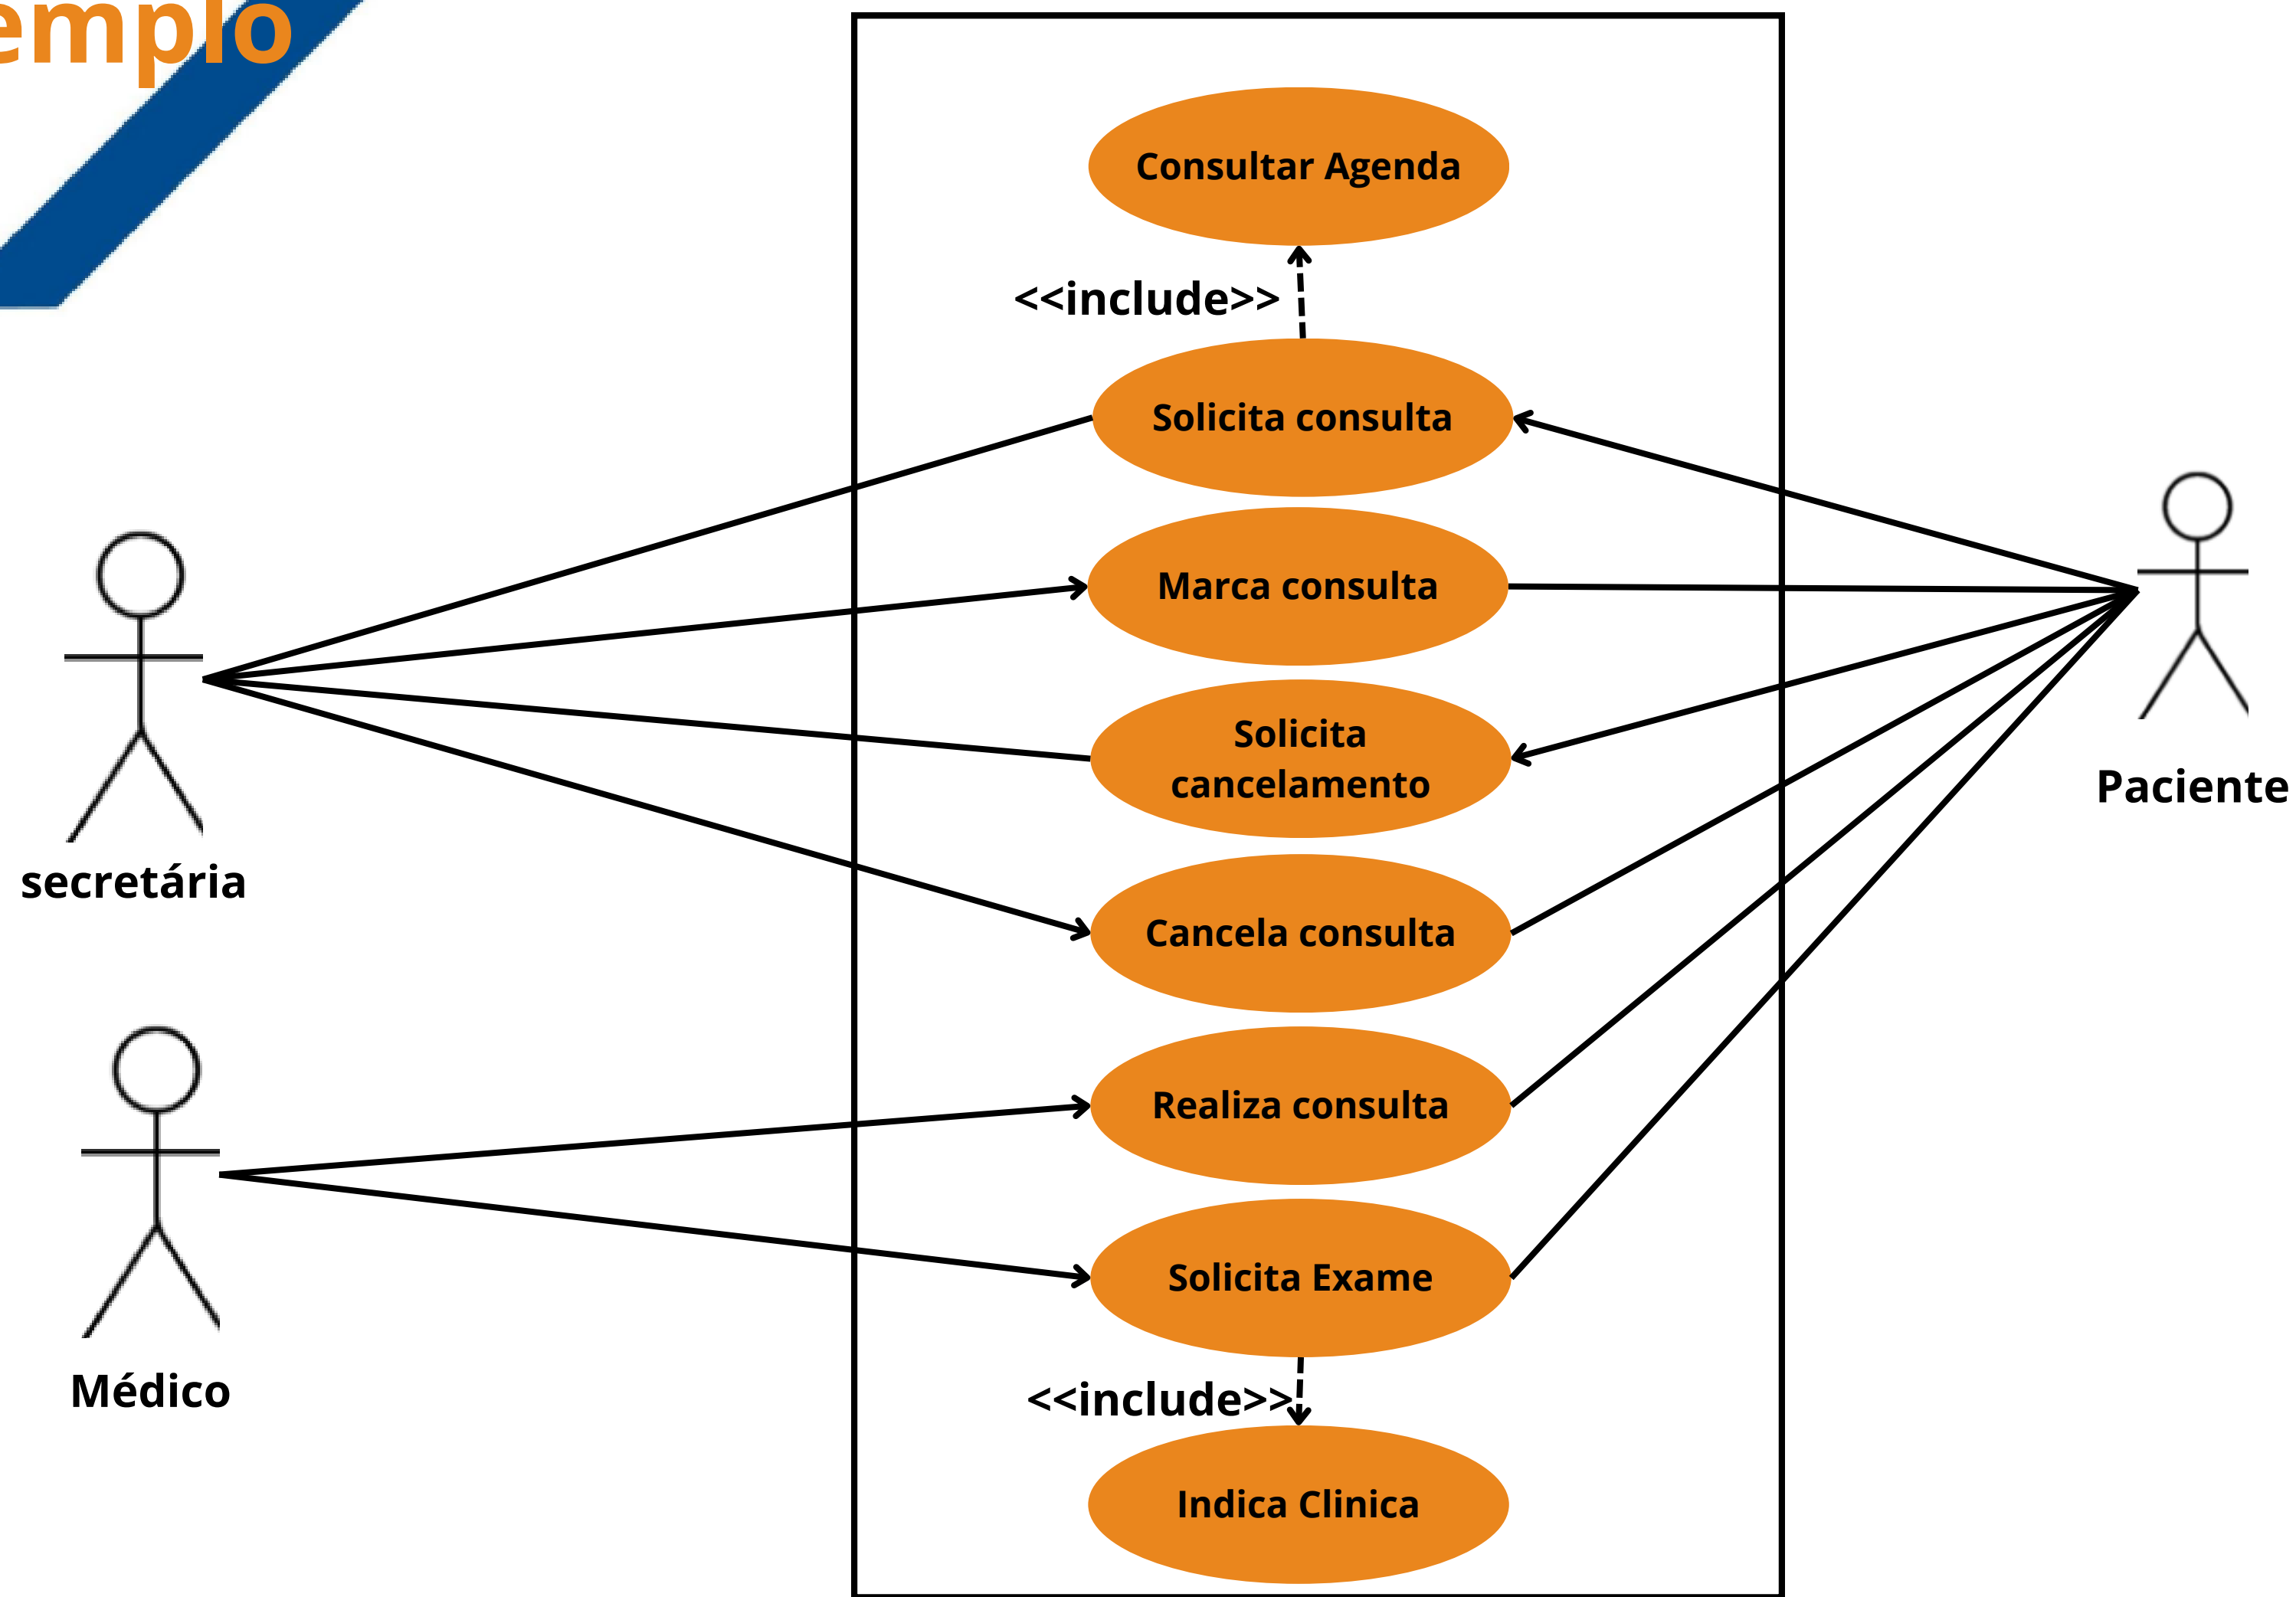 emplo
Consultar Agenda
<<include>>
Solicita consulta
Marca consulta
Solicita
cancelamento
Paciente
secretária
Cancela consulta
Realiza consulta
Solicita Exame
Médico
<<include>>
Indica Clinica